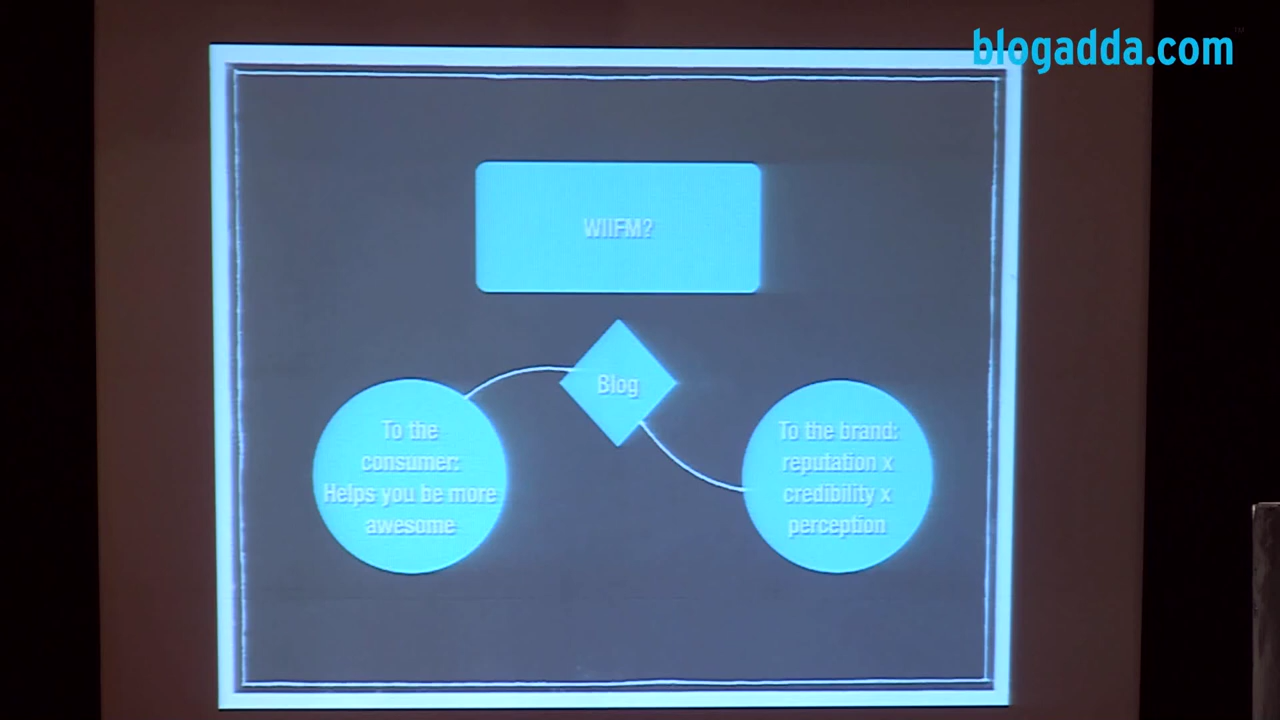 blogadda.com
WIIFM?
Blog
To the
consumer:
Helps you be more
awesome
To the brand:
reputation x
credibility x
perception